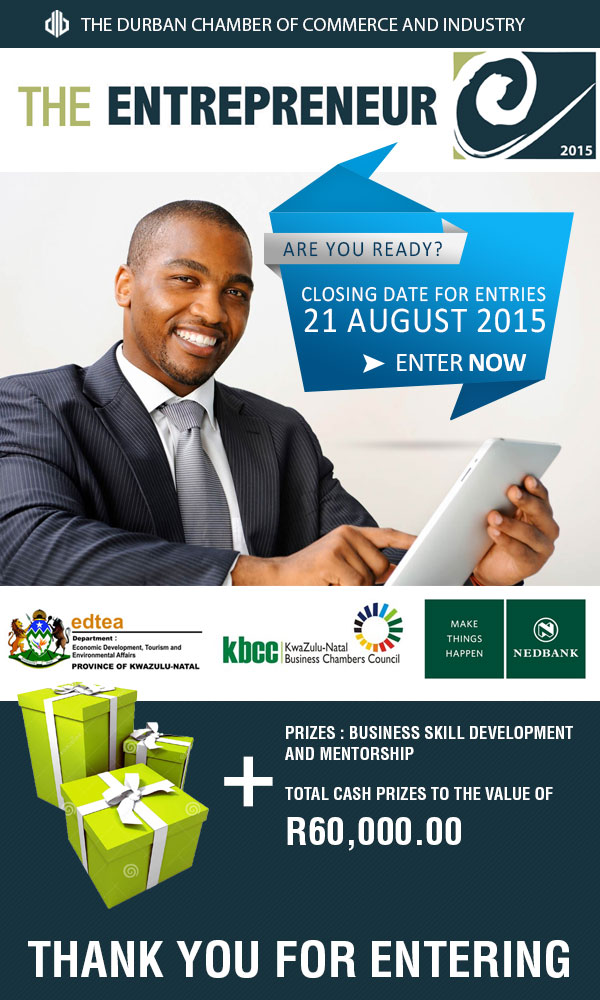 THE DURBAN CHAMBER OF COMMERCE AND INDUSTRY
THE ENTREPRENEUR
2015
ARE YOU READY?
CLOSING DATE FOR ENTRIES
21 AUGUST 2015
ENTER NOW
edtea
Department :
Economic Development, Tourism and
Environmental Affairs
PROVINCE OF KWAZULU-NATAL
kbcc
KwaZulu-Natal
Business Chambers Council
MAKE
THINGS
HAPPEN
NEDBANK
PRIZES : BUSINESS SKILL DEVELOPMENT
AND MENTORSHIP
+
TOTAL CASH PRIZES TO THE VALUE OF
R60,000.00
THANK YOU FOR ENTERING